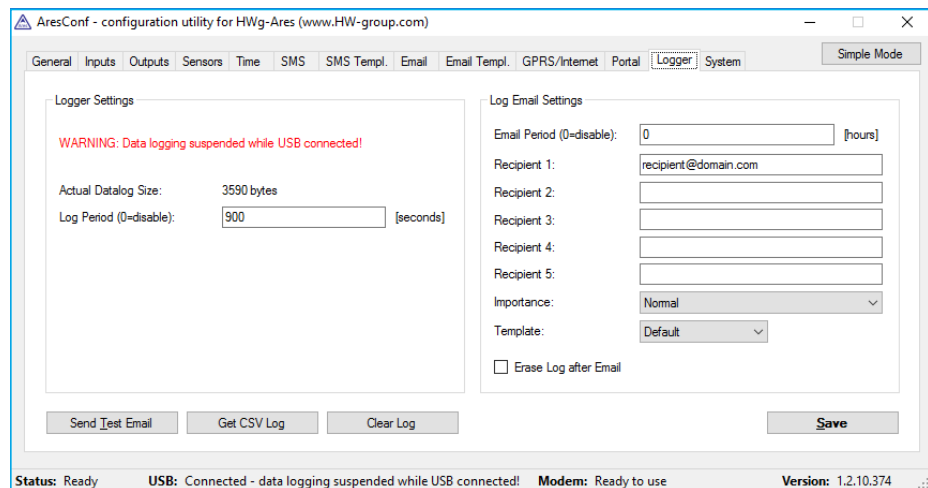 AresConf - configuration utility for HWg-Ares (www.HW-group.com)
Simple Mode
General Inputs Outputs Sensors Time SMS SMS Templ. Email Email Templ. GPRS/Internet Portal Logger System
Logger Settings
WARNING: Data logging suspended while USB connected!
Actual Datalog Size: 3590 bytes
Log Period (0=disable): 900 [seconds]
Log Email Settings
Email Period (0=disable): 0 [hours]
Recipient 1: recipient@domain.com
Recipient 2:
Recipient 3:
Recipient 4:
Recipient 5:
Importance: Normal
Template: Default
Erase Log after Email
Send Test Email Get CSV Log Clear Log Save
Status: Ready USB: Connected - data logging suspended while USB connected! Modem: Ready to use Version: 1.2.10.374